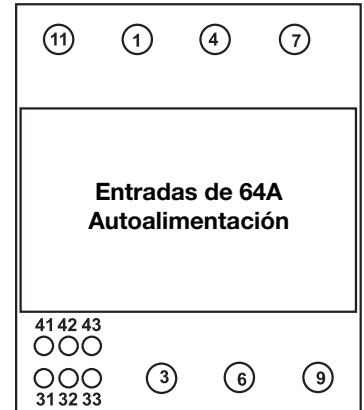 11 1 4 7
Entradas de 64A
Autoalimentación
41 42 43
3 6 9
31 32 33